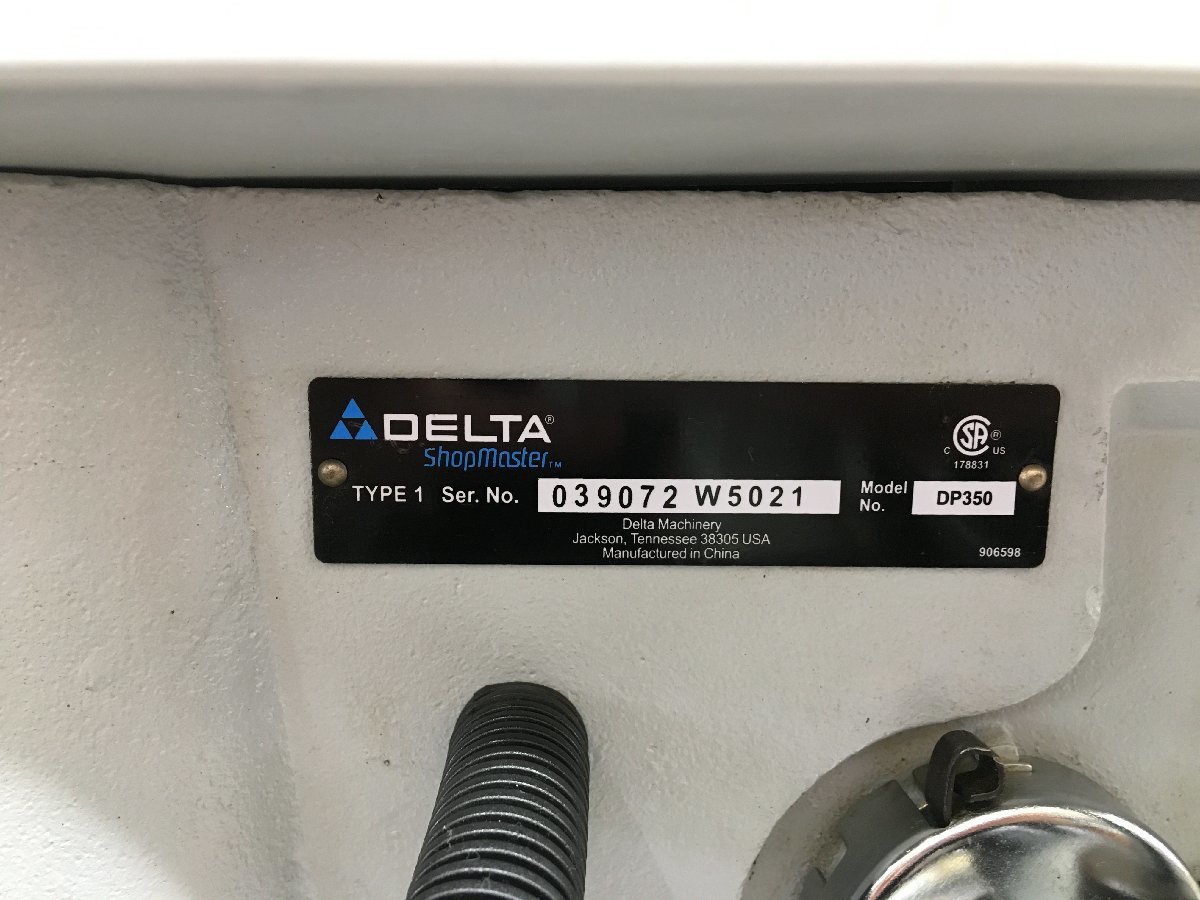 DELTA®
ShopMaster™
SA ®
C US
178831
TYPE 1 Ser. No. 039072 W5021 Model No. DP350
Delta Machinery
Jackson, Tennessee 38305 USA
Manufactured in China
906598